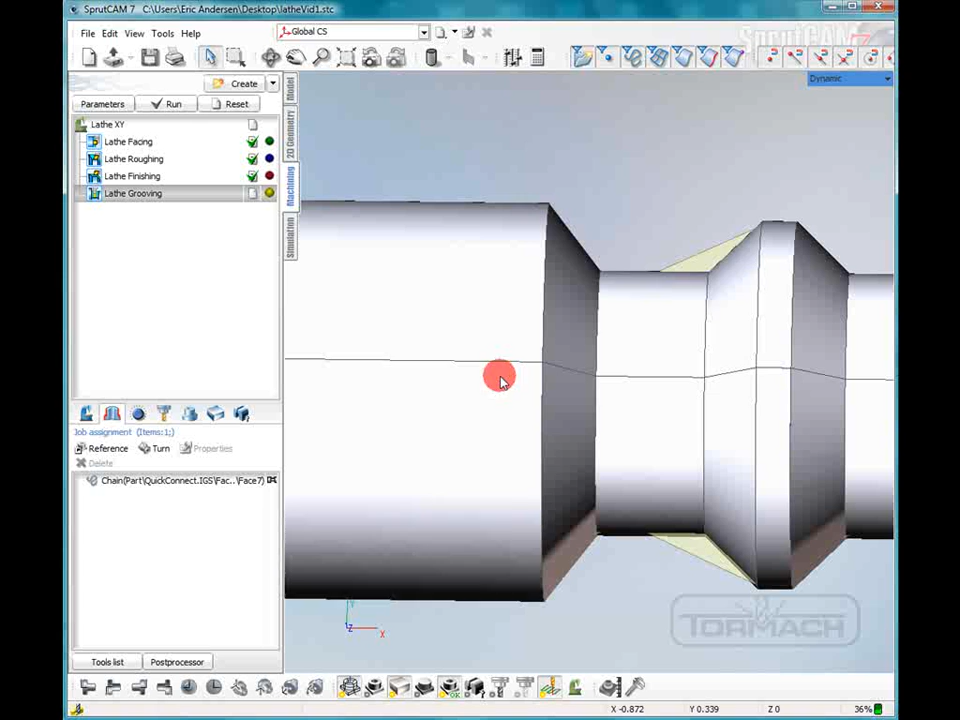 SprutCAM 7 C:\Users\Eric Andersen\Desktop\latheVid1.stc
File Edit View Tools Help
Global CS
SprutCAM 7
Create
Dynamic
Parameters Run Reset
Lathe XY
Lathe Facing
Lathe Roughing
Lathe Finishing
Lathe Grooving
Model
2D Geometry
Machining
Simulation
Job assignment (Items:1;)
Reference Turn Properties
Delete
Chain(Part\QuickConnect.IGS\Fac..\Face7)
Y
Z
X
TORMACH
Tools list Postprocessor
X -0.872 Y 0.339 Z 0 36%